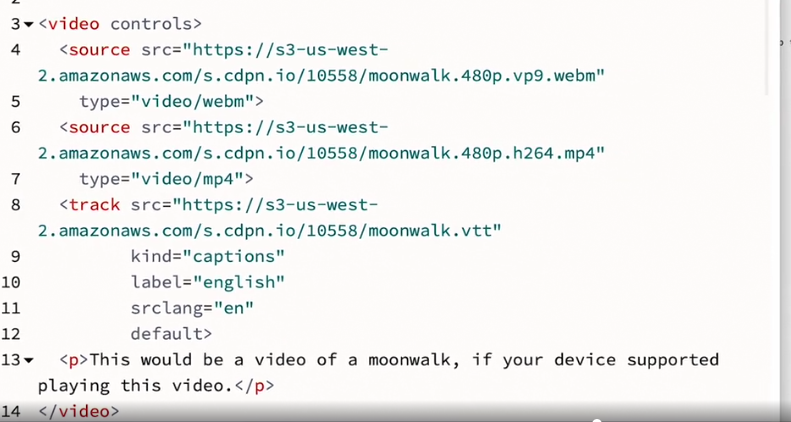 3 <video controls>
4 <source src="https://s3-us-west-
2.amazonaws.com/s.cdpn.io/10558/moonwalk.480p.vp9.webm"
5 type="video/webm">
6 <source src="https://s3-us-west-
2.amazonaws.com/s.cdpn.io/10558/moonwalk.480p.h264.mp4"
7 type="video/mp4">
8 <track src="https://s3-us-west-
2.amazonaws.com/s.cdpn.io/10558/moonwalk.vtt"
9 kind="captions"
10 label="english"
11 srclang="en"
12 default>
13 <p>This would be a video of a moonwalk, if your device supported
playing this video.</p>
14 </video>